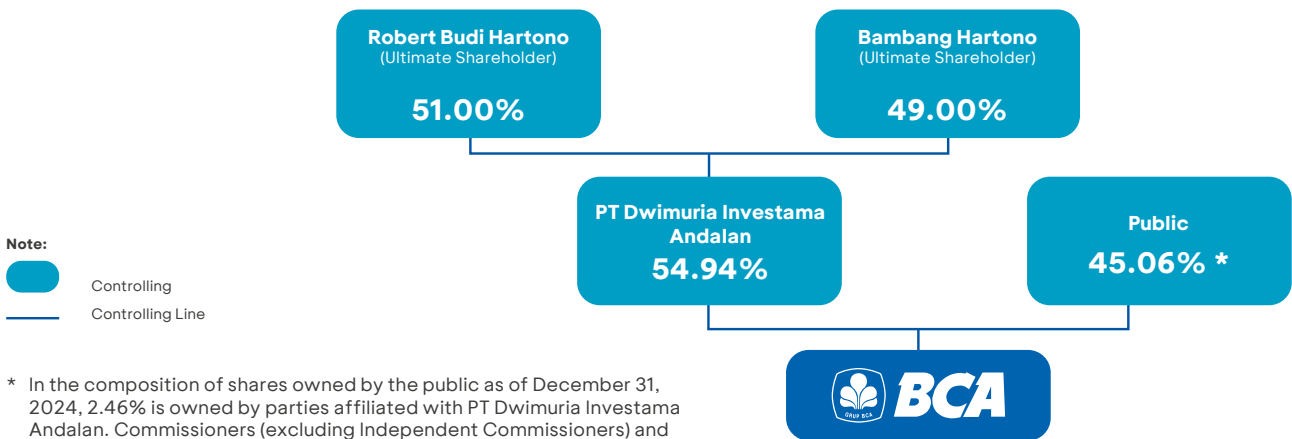 Robert Budi Hartono
(Ultimate Shareholder)
51.00%
Bambang Hartono
(Ultimate Shareholder)
49.00%
PT Dwimuria Investama
Andalan
54.94%
Public
45.06% *
Note:
Controlling
Controlling Line
* In the composition of shares owned by the public as of December 31,
2024, 2.46% is owned by parties affiliated with PT Dwimuria Investama
Andalan. Commissioners (excluding Independent Commissioners) and
GRUP BCA
BCA